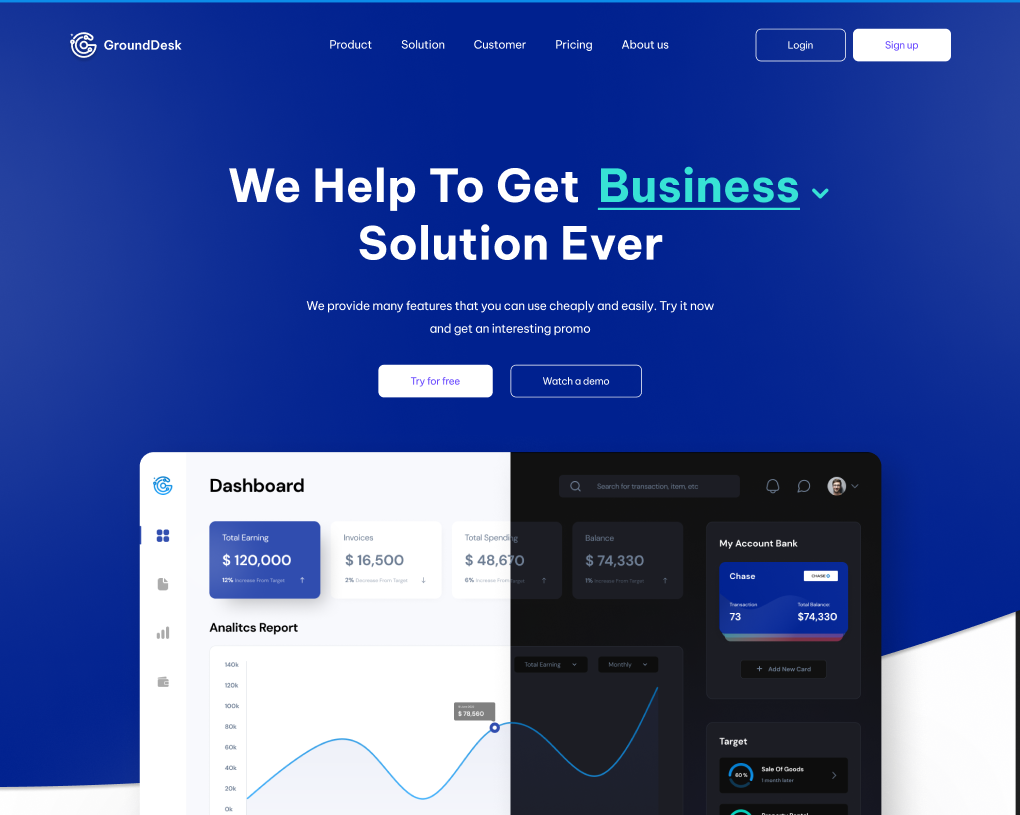 GroundDesk
Product Solution Customer Pricing About us
Login Sign up
We Help To Get Business
Solution Ever
We provide many features that you can use cheaply and easily. Try it now
and get an interesting promo
Try for free Watch a demo
Dashboard
Search for transaction, item, etc
Total Earning
$ 120,000
12% Increase From Target
Invoices
$ 16,500
2% Decrease From Target
Total Spending
$ 48,670
6% Increase From Target
Balance
$ 74,330
1% Increase From Target
My Account Bank
Chase
CHASE
Transaction Total Balance:
73 $74,330
Add New Card
Analitcs Report
Total Earning Monthly
140k
120k
100k
80k
60k
40k
20k
0k
$ 78,560
Target
60 %
Sale Of Goods
1 month later
Property Rental